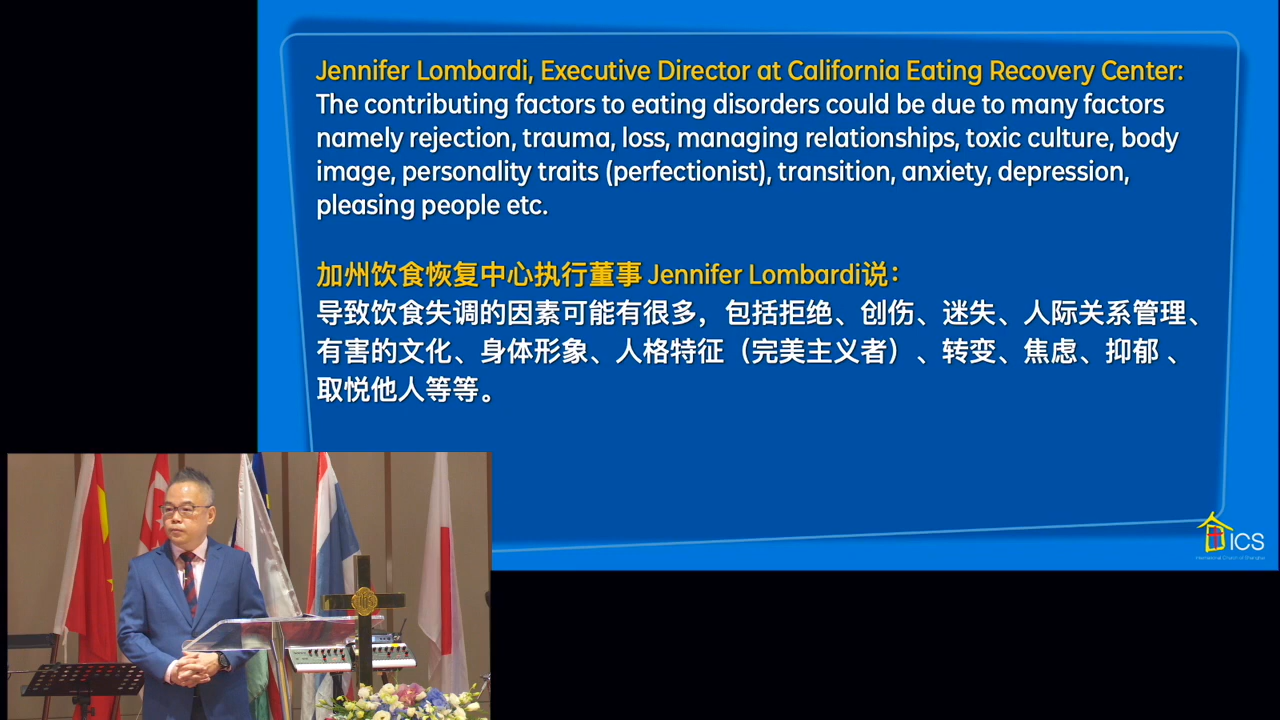 Jennifer Lombardi, Executive Director at California Eating Recovery Center:
The contributing factors to eating disorders could be due to many factors
namely rejection, trauma, loss, managing relationships, toxic culture, body
image, personality traits (perfectionist), transition, anxiety, depression,
pleasing people etc.
加州饮食恢复中心执行董事 Jennifer Lombardi说：
导致饮食失调的因素可能有很多，包括拒绝、创伤、迷失、人际关系管理、
有害的文化、身体形象、人格特征（完美主义者）、转变、焦虑、抑郁 、
取悦他人等等。
ICS
International Church of Shanghai